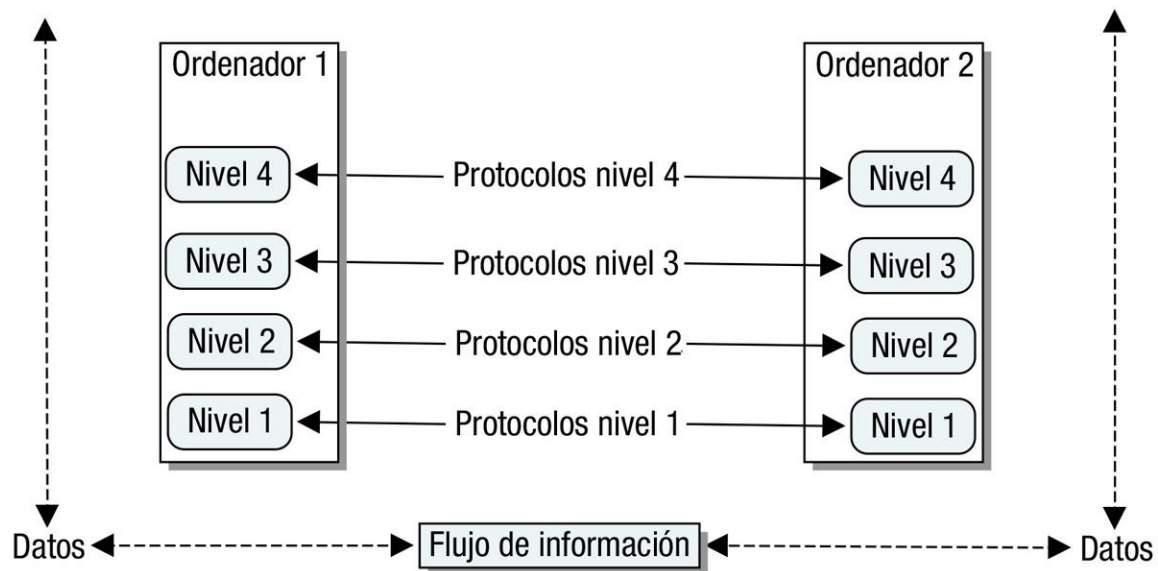 Ordenador 1
Ordenador 2
Nivel 4
Protocolos nivel 4
Nivel 4
Nivel 3
Protocolos nivel 3
Nivel 3
Nivel 2
Protocolos nivel 2
Nivel 2
Nivel 1
Protocolos nivel 1
Nivel 1
Datos
Flujo de información
Datos